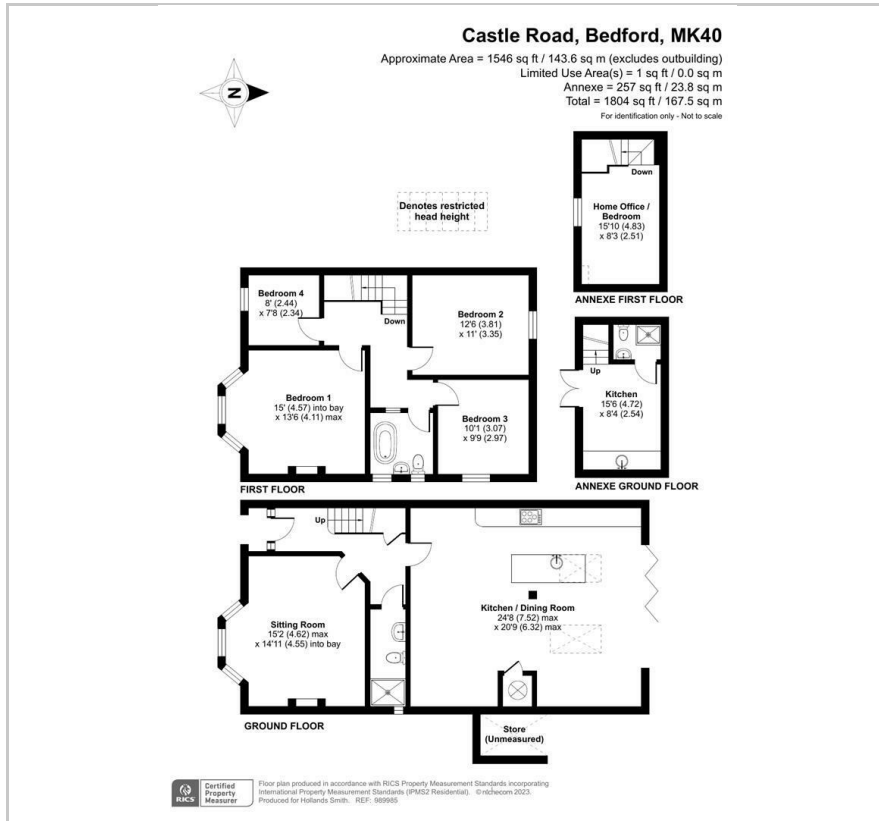 Castle Road, Bedford, MK40
Approximate Area = 1546 sq ft / 143.6 sq m (excludes outbuilding)
Limited Use Area(s) = 1 sq ft / 0.0 sq m
Annexe = 257 sq ft / 23.8 sq m
Total = 1804 sq ft / 167.5 sq m
For identification only - Not to scale
N
Denotes restricted
head height
Down
Home Office /
Bedroom
15'10 (4.83)
x 8'3 (2.51)
ANNEXE FIRST FLOOR
Bedroom 4
8' (2.44)
x 7'8 (2.34)
Down
Bedroom 2
12'6 (3.81)
x 11' (3.35)
Bedroom 1
15' (4.57) into bay
x 13'6 (4.11) max
Bedroom 3
10'1 (3.07)
x 9'9 (2.97)
FIRST FLOOR
Up
Kitchen
15'6 (4.72)
x 8'4 (2.54)
ANNEXE GROUND FLOOR
Up
Sitting Room
15'2 (4.62) max
x 14'11 (4.55) into bay
Kitchen / Dining Room
24'8 (7.52) max
x 20'9 (6.32) max
GROUND FLOOR
Store
(Unmeasured)
RICS
Certified
Property
Measurer
Floor plan produced in accordance with RICS Property Measurement Standards incorporating
International Property Measurement Standards (IPMS2 Residential). © nichecom 2023.
Produced for Hollands Smith. REF: 989985